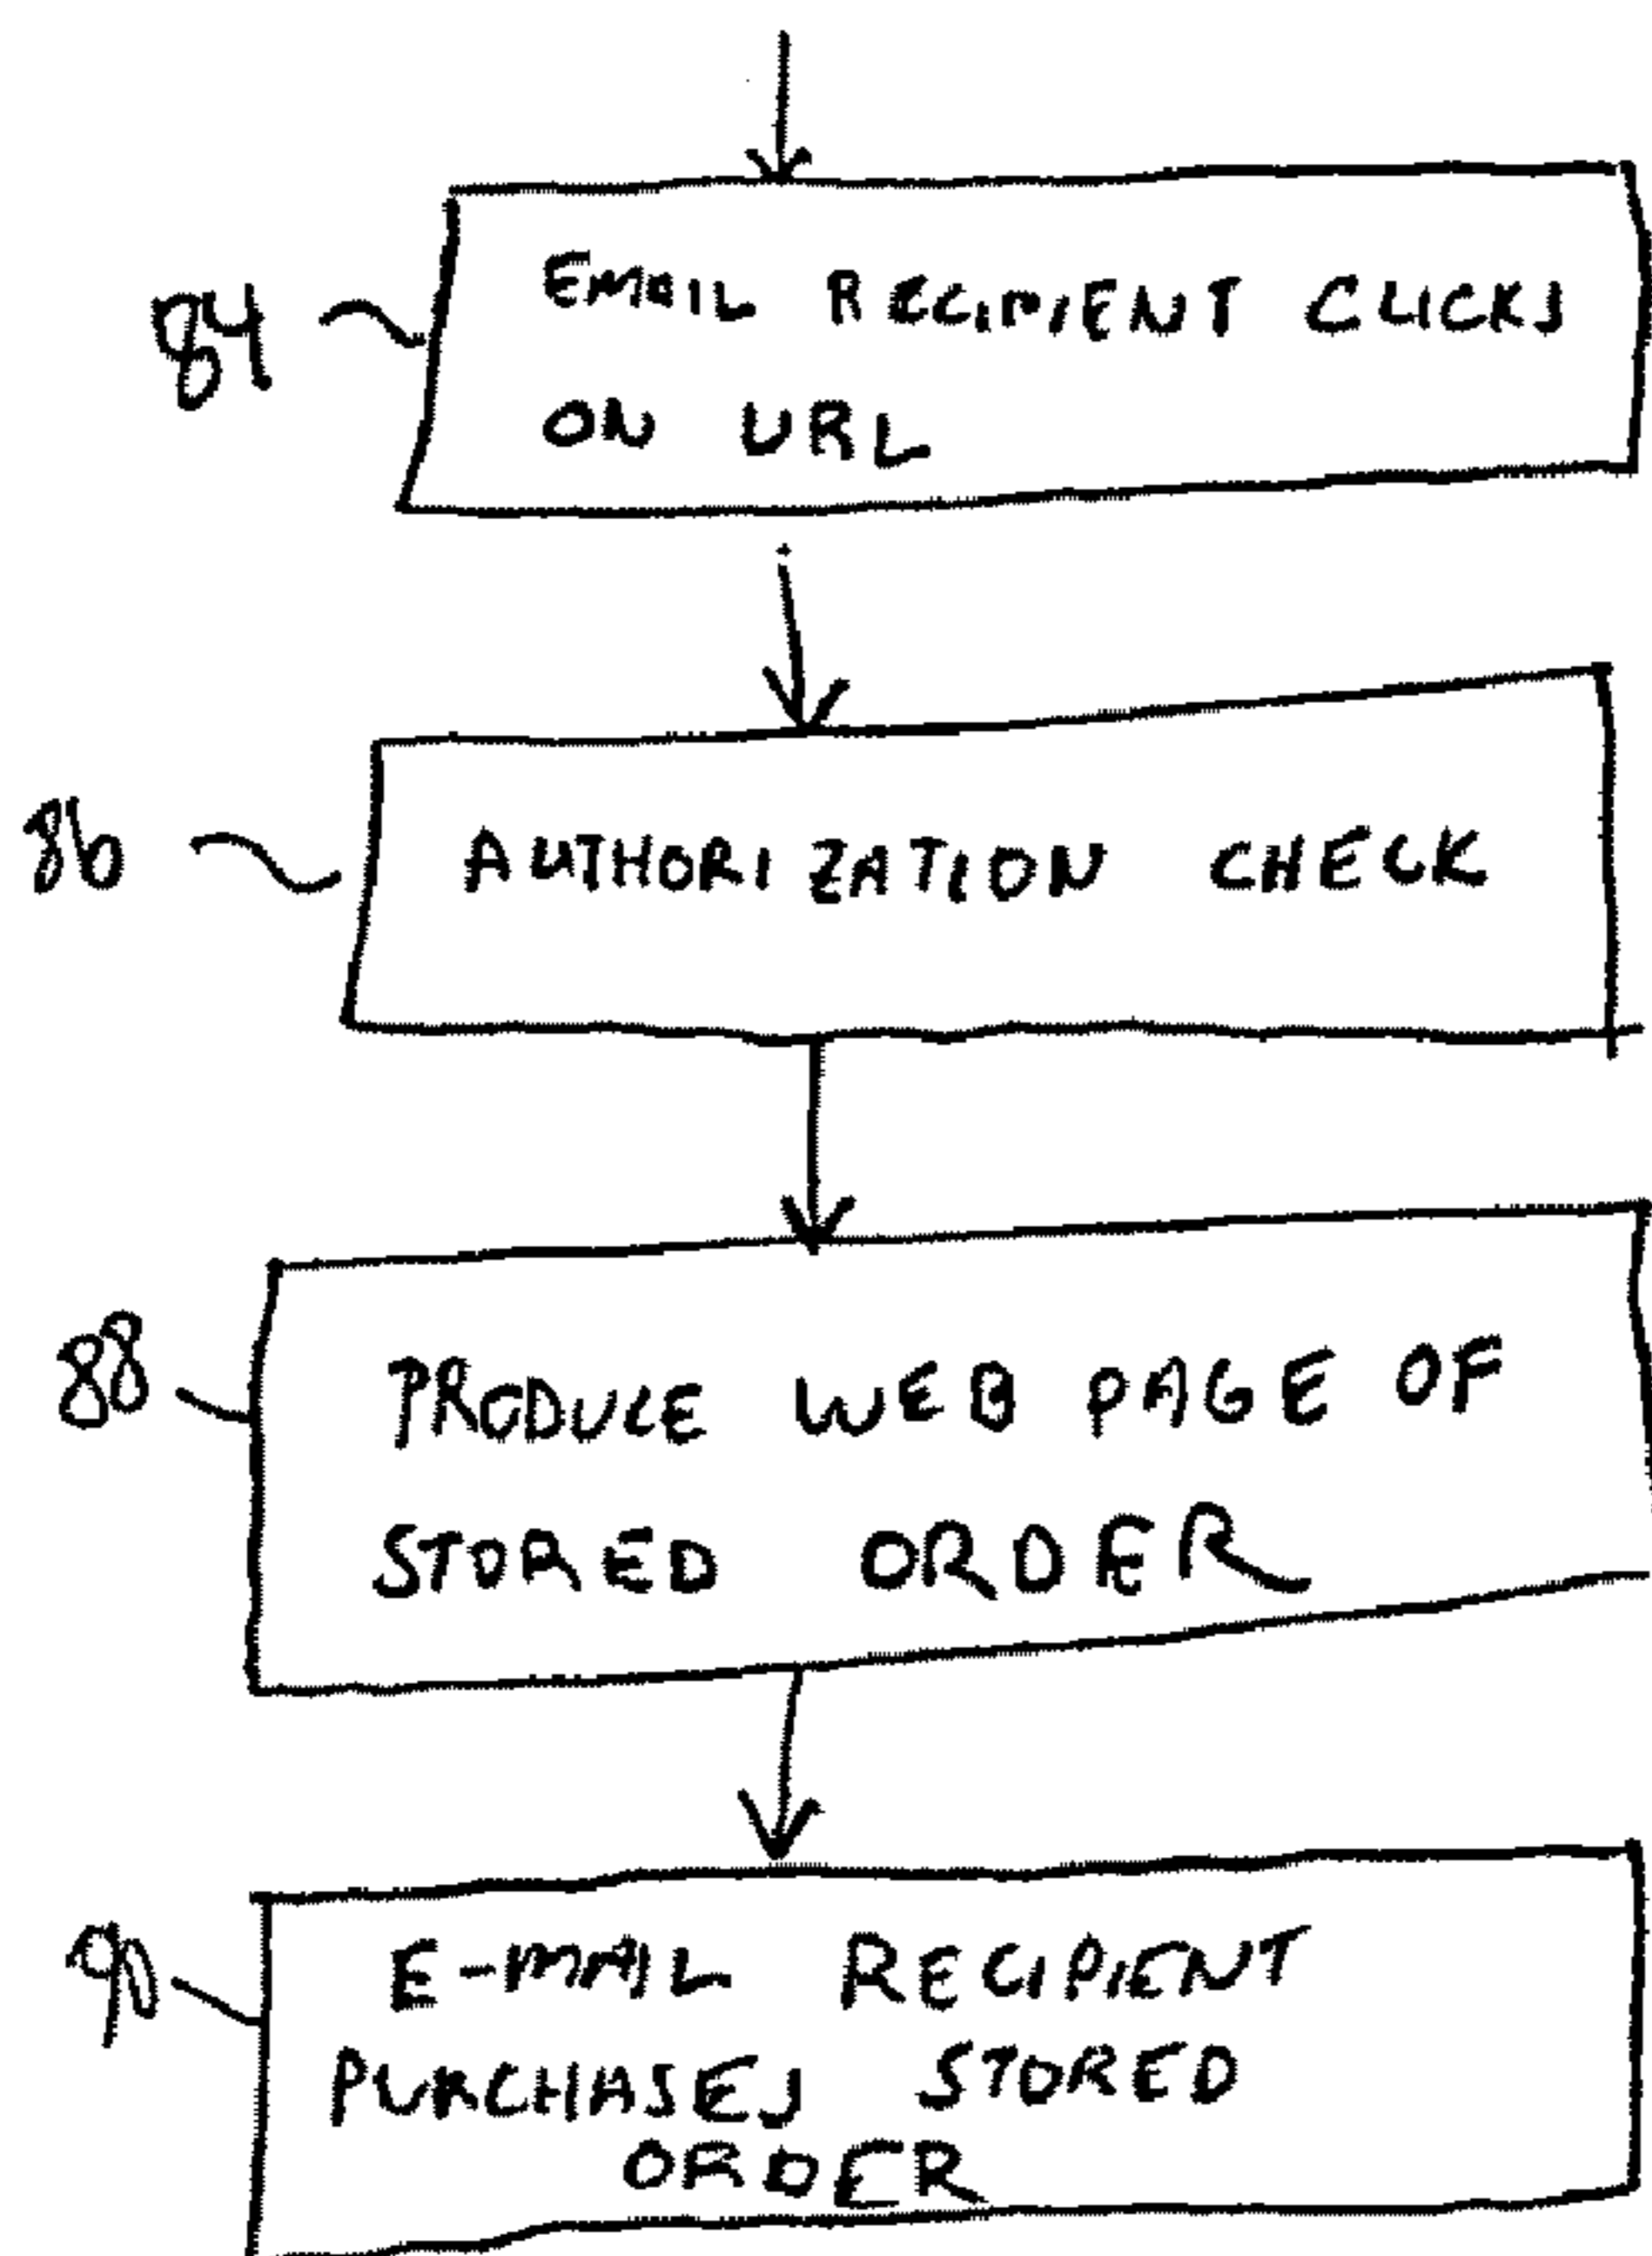 84
EMAIL RECIPIENT CLICKS
ON URL
86
AUTHORIZATION CHECK
88
PRODUCE WEB PAGE OF
STORED ORDER
90
E-MAIL RECIPIENT
PURCHASES STORED
ORDER